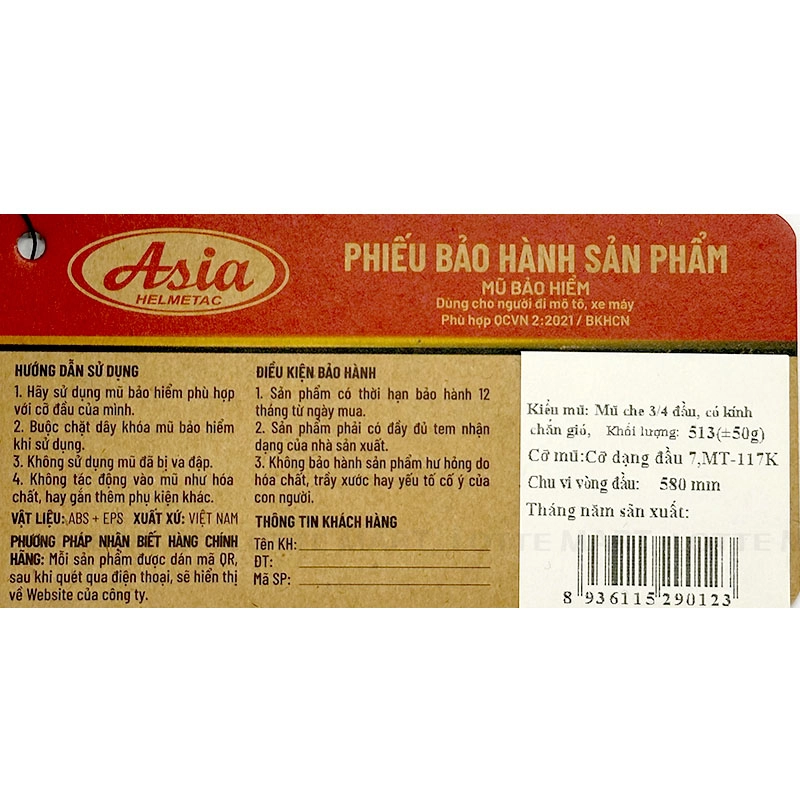 Asia
HELMETAC
PHIẾU BẢO HÀNH SẢN PHẨM
MŨ BẢO HIỂM
Dùng cho người đi mô tô, xe máy
Phù hợp QCVN 2:2021 / BKHCN
HƯỚNG DẪN SỬ DỤNG
1. Hãy sử dụng mũ bảo hiểm phù hợp
với cỡ đầu của mình.
2. Buộc chặt dây khóa mũ bảo hiểm
khi sử dụng.
3. Không sử dụng mũ đã bị va đập.
4. Không tác động vào mũ như hóa
chất, hay gắn thêm phụ kiện khác.
VẬT LIỆU: ABS + EPS XUẤT XỨ: VIỆT NAM
PHƯƠNG PHÁP NHẬN BIẾT HÀNG CHÍNH
HÃNG: Mỗi sản phẩm được dán mã QR,
sau khi quét qua điện thoại, sẽ hiển thị
về Website của công ty.
ĐIỀU KIỆN BẢO HÀNH
1. Sản phẩm có thời hạn bảo hành 12
tháng từ ngày mua.
2. Sản phẩm phải có đầy đủ tem nhận
dạng của nhà sản xuất.
3. Không bảo hành sản phẩm hư hỏng do
hóa chất, trầy xước hay yếu tố cố ý của
con người.
THÔNG TIN KHÁCH HÀNG
Tên KH:
ĐT:
Mã SP:
Kiểu mũ: Mũ che 3/4 đầu, có kính
chắn gió, Khối lượng: 513(±50g)
Cỡ mũ:Cỡ dạng đầu 7,MT-117K
Chu vi vòng đầu: 580 mm
Tháng năm sản xuất:
8 936115 290123